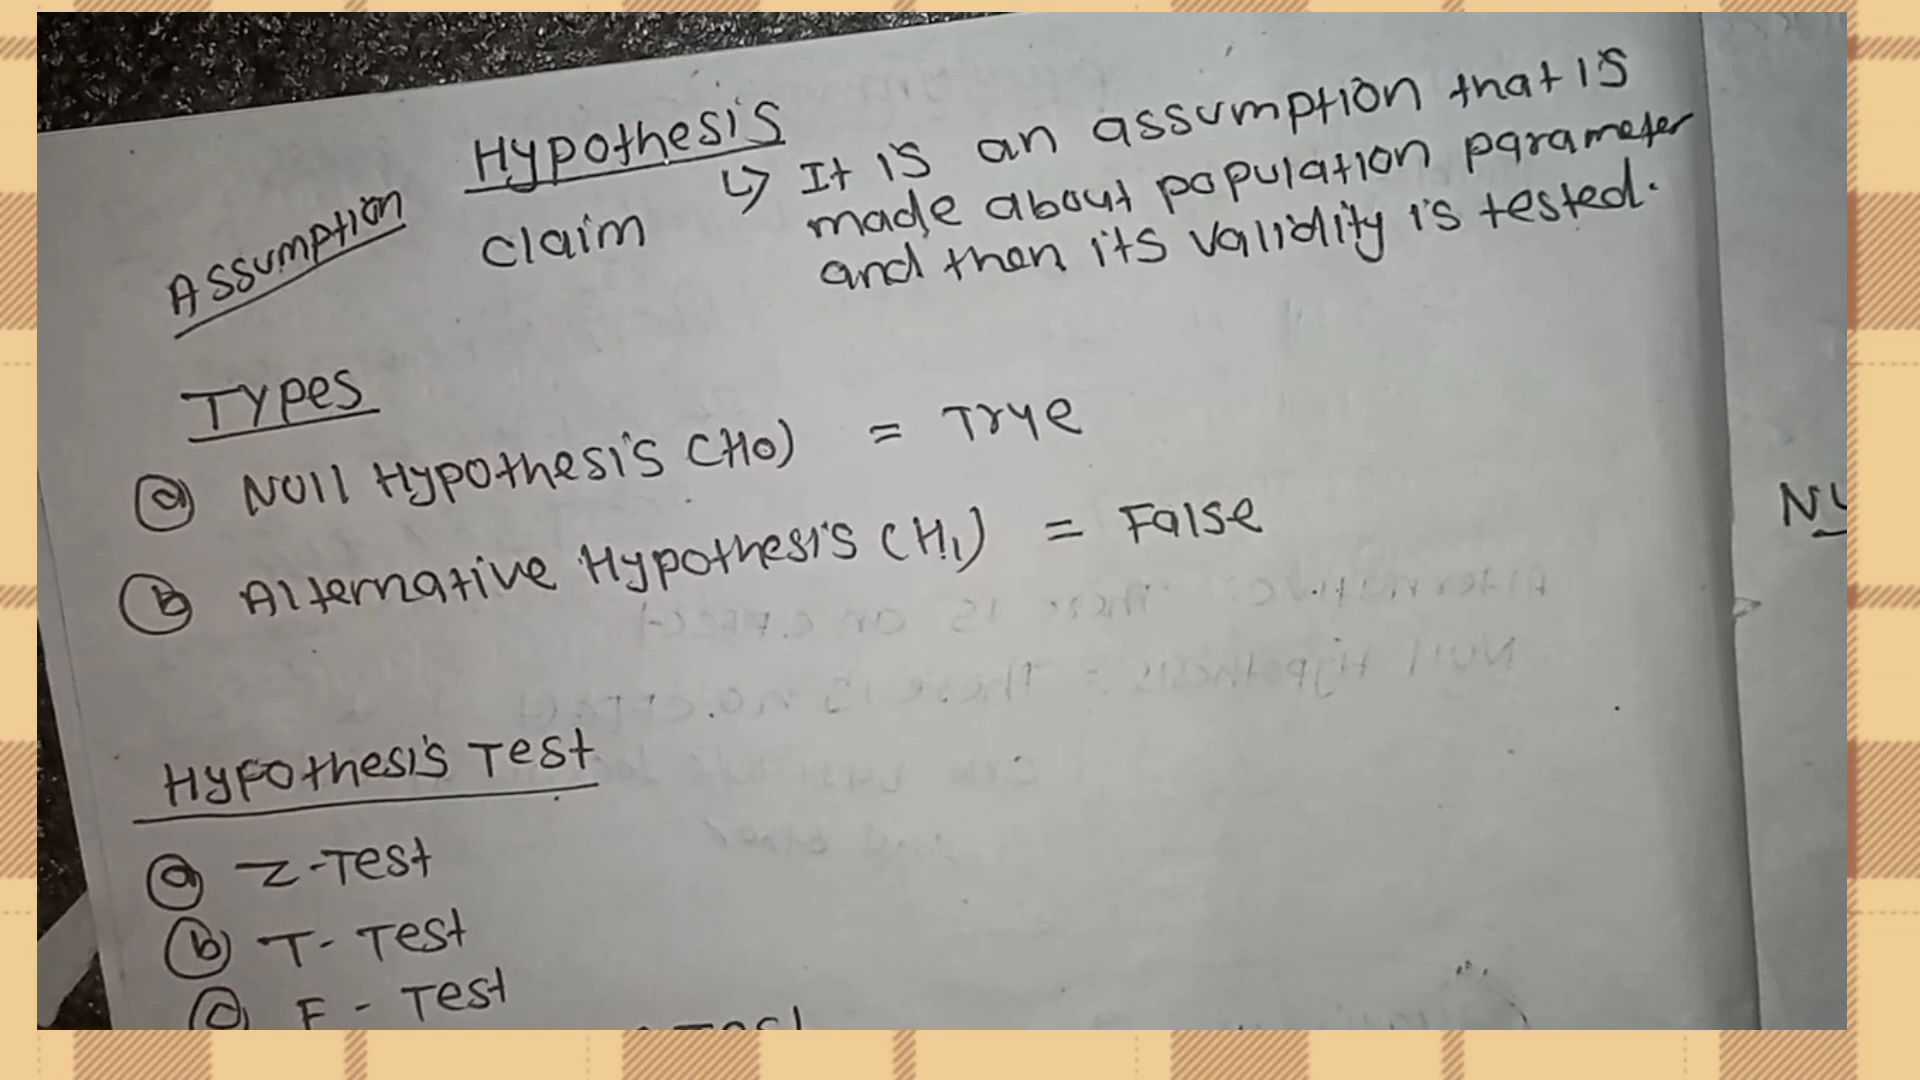 Hypothesis
Assumption
claim
↳ It is an assumption that is
made about population parameter
and then its validity is tested.
Types
(a) Null Hypothesis (H0) = True
(b) Alternative Hypothesis (H1) = False
Hypothesis Test
(a) Z-Test
(b) T-Test
(c) F-Test